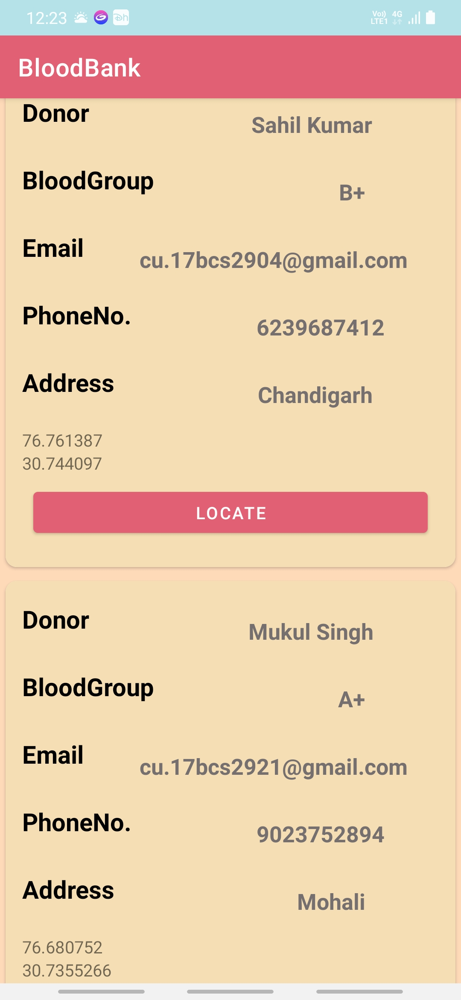 12:23 Dh Vo)) LTE1 4G
BloodBank
Donor
Sahil Kumar
BloodGroup
B+
Email
cu.17bcs2904@gmail.com
PhoneNo.
6239687412
Address
Chandigarh
76.761387
30.744097
LOCATE
Donor
Mukul Singh
BloodGroup
A+
Email
cu.17bcs2921@gmail.com
PhoneNo.
9023752894
Address
Mohali
76.680752
30.7355266